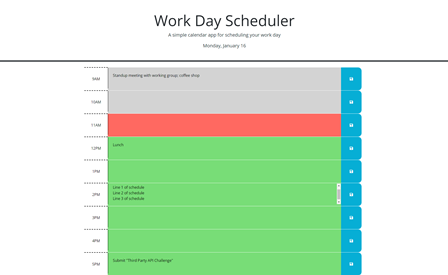 Work Day Scheduler
A simple calendar app for scheduling your work day
Monday, January 16
9AM
Standup meeting with working group, coffee shop
10AM
11AM
12PM
Lunch
1PM
2PM
Line 1 of schedule
Line 2 of schedule
Line 3 of schedule
3PM
4PM
5PM
Submit "Third Party API Challenge"